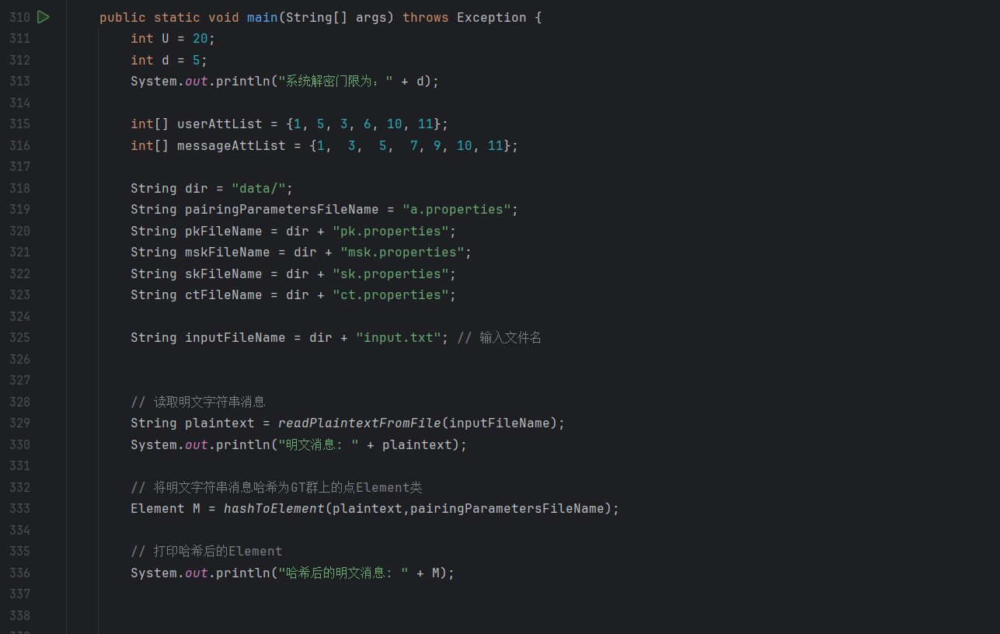 310 public static void main(String[] args) throws Exception {
311 int U = 20;
312 int d = 5;
313 System.out.println("系统解密门限为：" + d);
314
315 int[] userAttList = {1, 5, 3, 6, 10, 11};
316 int[] messageAttList = {1,  3,  5,  7, 9, 10, 11};
317
318 String dir = "data/";
319 String pairingParametersFileName = "a.properties";
320 String pkFileName = dir + "pk.properties";
321 String mskFileName = dir + "msk.properties";
322 String skFileName = dir + "sk.properties";
323 String ctFileName = dir + "ct.properties";
324
325 String inputFileName = dir + "input.txt"; // 输入文件名
326
327
328 // 读取明文字符串消息
329 String plaintext = readPlaintextFromFile(inputFileName);
330 System.out.println("明文消息: " + plaintext);
331
332 // 将明文字符串消息哈希为GT群上的点Element类
333 Element M = hashToElement(plaintext,pairingParametersFileName);
334
335 // 打印哈希后的Element
336 System.out.println("哈希后的明文消息: " + M);
337
338